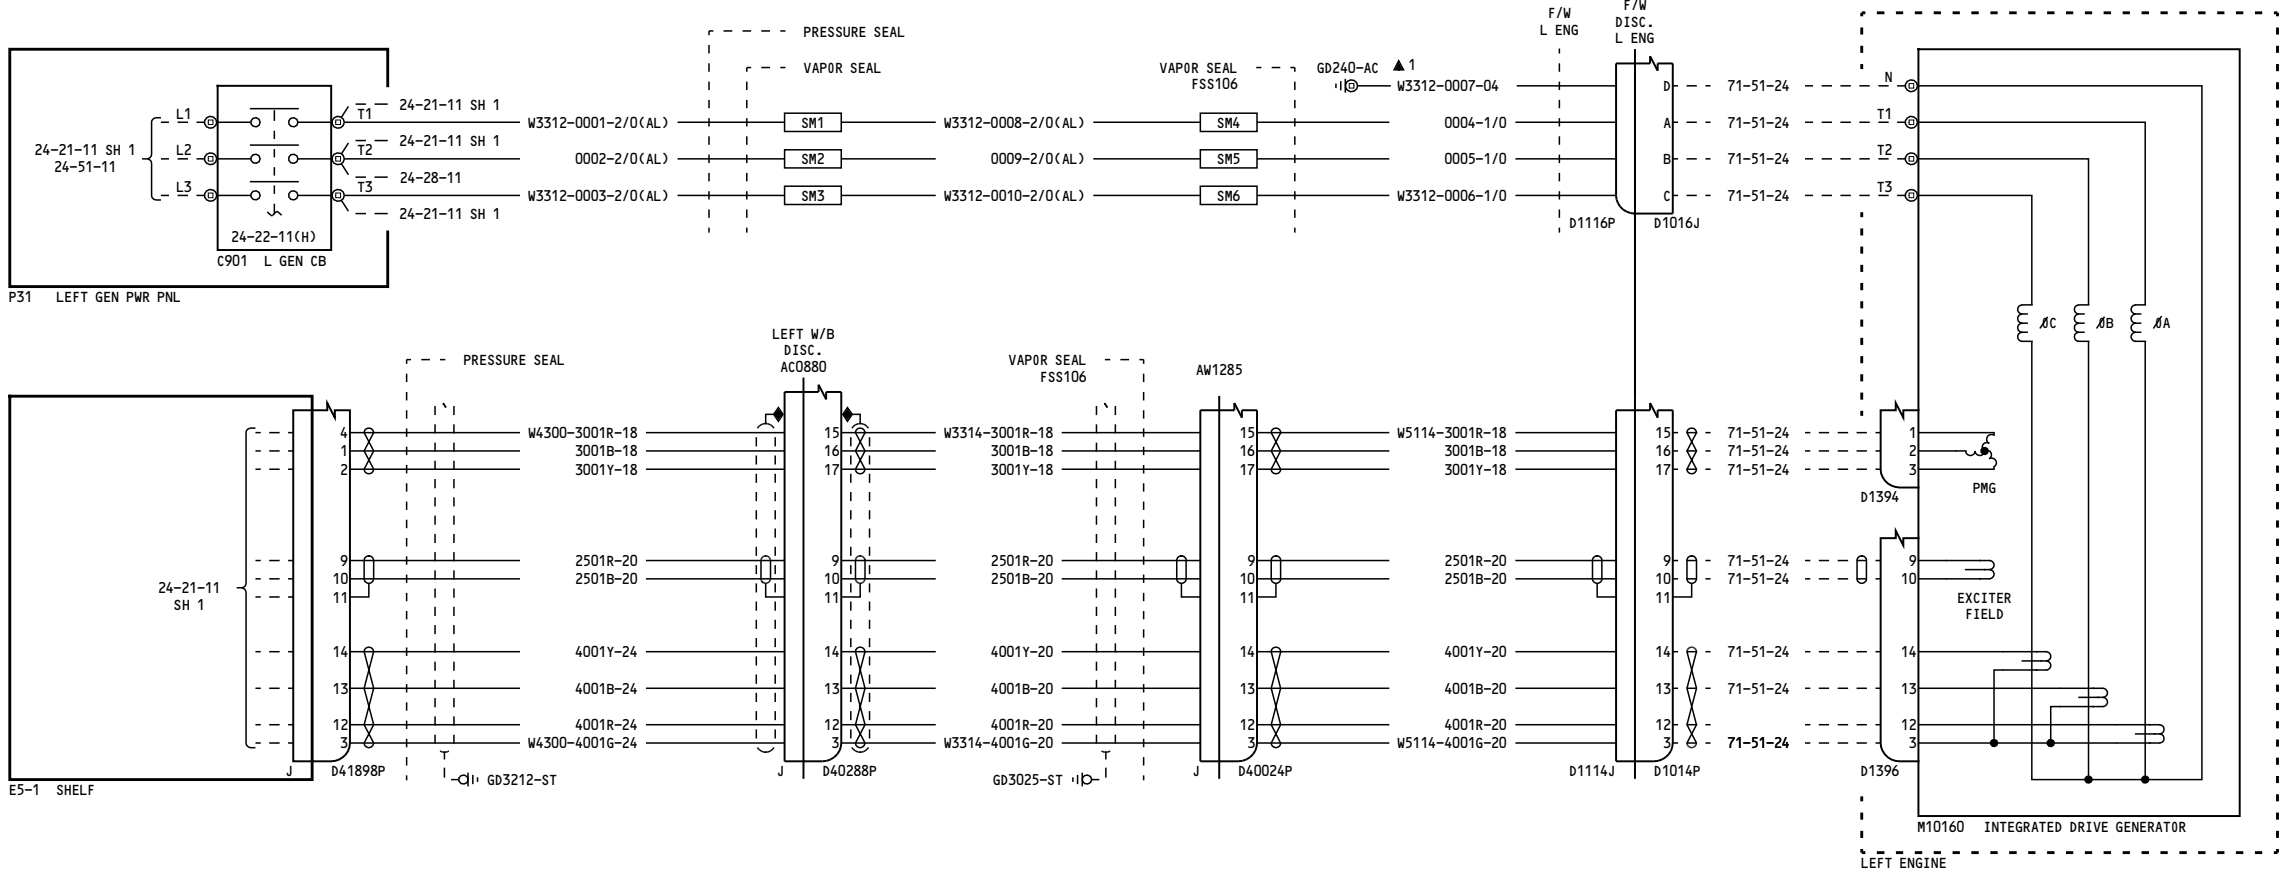 F/W
DISC.
L ENG
F/W
L ENG
PRESSURE SEAL
VAPOR SEAL
VAPOR SEAL
FSS106
GD240-AC ▲1
W3312-0007-04 D 71-51-24 N
24-21-11 SH 1
L1 T1 W3312-0001-2/0(AL) SM1 W3312-0008-2/0(AL) SM4 0004-1/0 A 71-51-24 T1
24-21-11 SH 1
24-21-11 SH 1
24-51-11
L2 T2 0002-2/0(AL) SM2 0009-2/0(AL) SM5 0005-1/0 B 71-51-24 T2
24-28-11
L3 T3 W3312-0003-2/0(AL) SM3 W3312-0010-2/0(AL) SM6 W3312-0006-1/0 C 71-51-24 T3
24-21-11 SH 1
D1116P D1016J
24-22-11(H)
C901 L GEN CB
P31 LEFT GEN PWR PNL
ØC ØB ØA
LEFT W/B
DISC.
AC0880
PRESSURE SEAL
VAPOR SEAL
FSS106
AW1285
4 W4300-3001R-18 15 W3314-3001R-18 15 W5114-3001R-18 15 71-51-24 1
1 3001B-18 16 3001B-18 16 3001B-18 16 71-51-24 2
2 3001Y-18 17 3001Y-18 17 3001Y-18 17 71-51-24 3
PMG
D1394
9 2501R-20 9 2501R-20 9 2501R-20 9 71-51-24 9
10 2501B-20 10 2501B-20 10 2501B-20 10 71-51-24 10
11 11 11 11
24-21-11
SH 1
EXCITER
FIELD
14 4001Y-24 14 4001Y-20 14 4001Y-20 14 71-51-24 14
13 4001B-24 13 4001B-20 13 4001B-20 13 71-51-24 13
12 4001R-24 12 4001R-20 12 4001R-20 12 71-51-24 12
3 W4300-4001G-24 3 W3314-4001G-20 3 W5114-4001G-20 3 71-51-24 3
J D41898P J D40288P J D40024P D1114J D1014P D1396
GD3212-ST GD3025-ST
E5-1 SHELF
M10160 INTEGRATED DRIVE GENERATOR
LEFT ENGINE